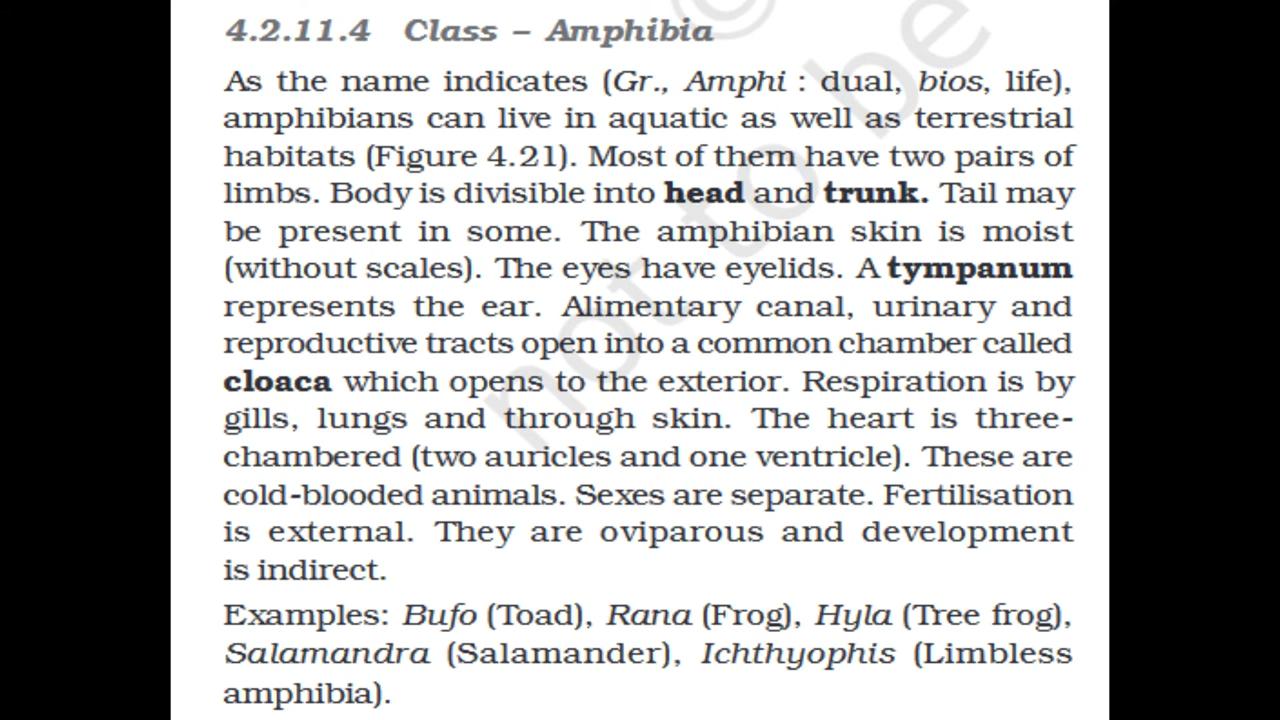 4.2.11.4 Class – Amphibia
As the name indicates (Gr., Amphi : dual, bios, life),
amphibians can live in aquatic as well as terrestrial
habitats (Figure 4.21). Most of them have two pairs of
limbs. Body is divisible into head and trunk. Tail may
be present in some. The amphibian skin is moist
(without scales). The eyes have eyelids. A tympanum
represents the ear. Alimentary canal, urinary and
reproductive tracts open into a common chamber called
cloaca which opens to the exterior. Respiration is by
gills, lungs and through skin. The heart is three-
chambered (two auricles and one ventricle). These are
cold-blooded animals. Sexes are separate. Fertilisation
is external. They are oviparous and development
is indirect.
Examples: Bufo (Toad), Rana (Frog), Hyla (Tree frog),
Salamandra (Salamander), Ichthyophis (Limbless
amphibia).
©
not to be